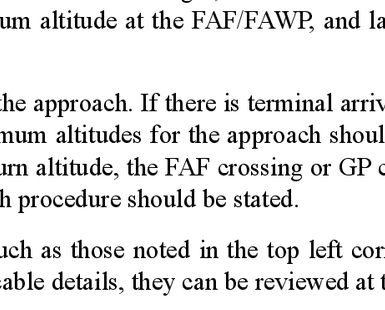 um altitude at the FAF/FAWP, and la
the approach. If there is terminal arriv
mum altitudes for the approach shoul
urn altitude, the FAF crossing or GP c
h procedure should be stated.
uch as those noted in the top left cor
cable details, they can be reviewed at t